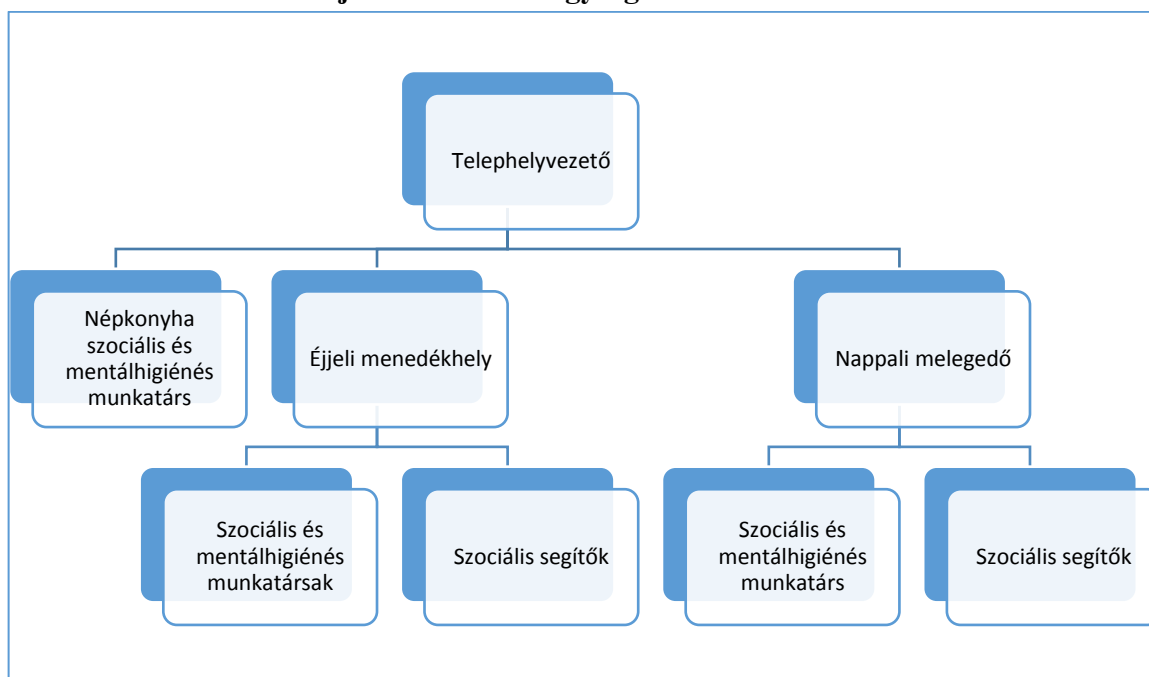 Telephelyvezető
Népkonyha
szociális és
mentálhigiénés
munkatárs
Éjjeli menedékhely
Nappali melegedő
Szociális és
mentálhigiénés
munkatársak
Szociális segítők
Szociális és
mentálhigiénés
munkatárs
Szociális segítők